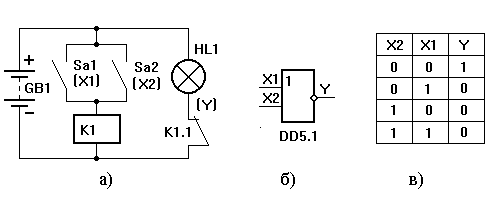 +
GB1
-
Sa1
(X1)
Sa2
(X2)
K1
HL1
(Y)
K1.1
а)
X1
X2
1
Y
DD5.1
б)
X2 X1 Y
0 0 1
0 1 0
1 0 0
1 1 0
в)